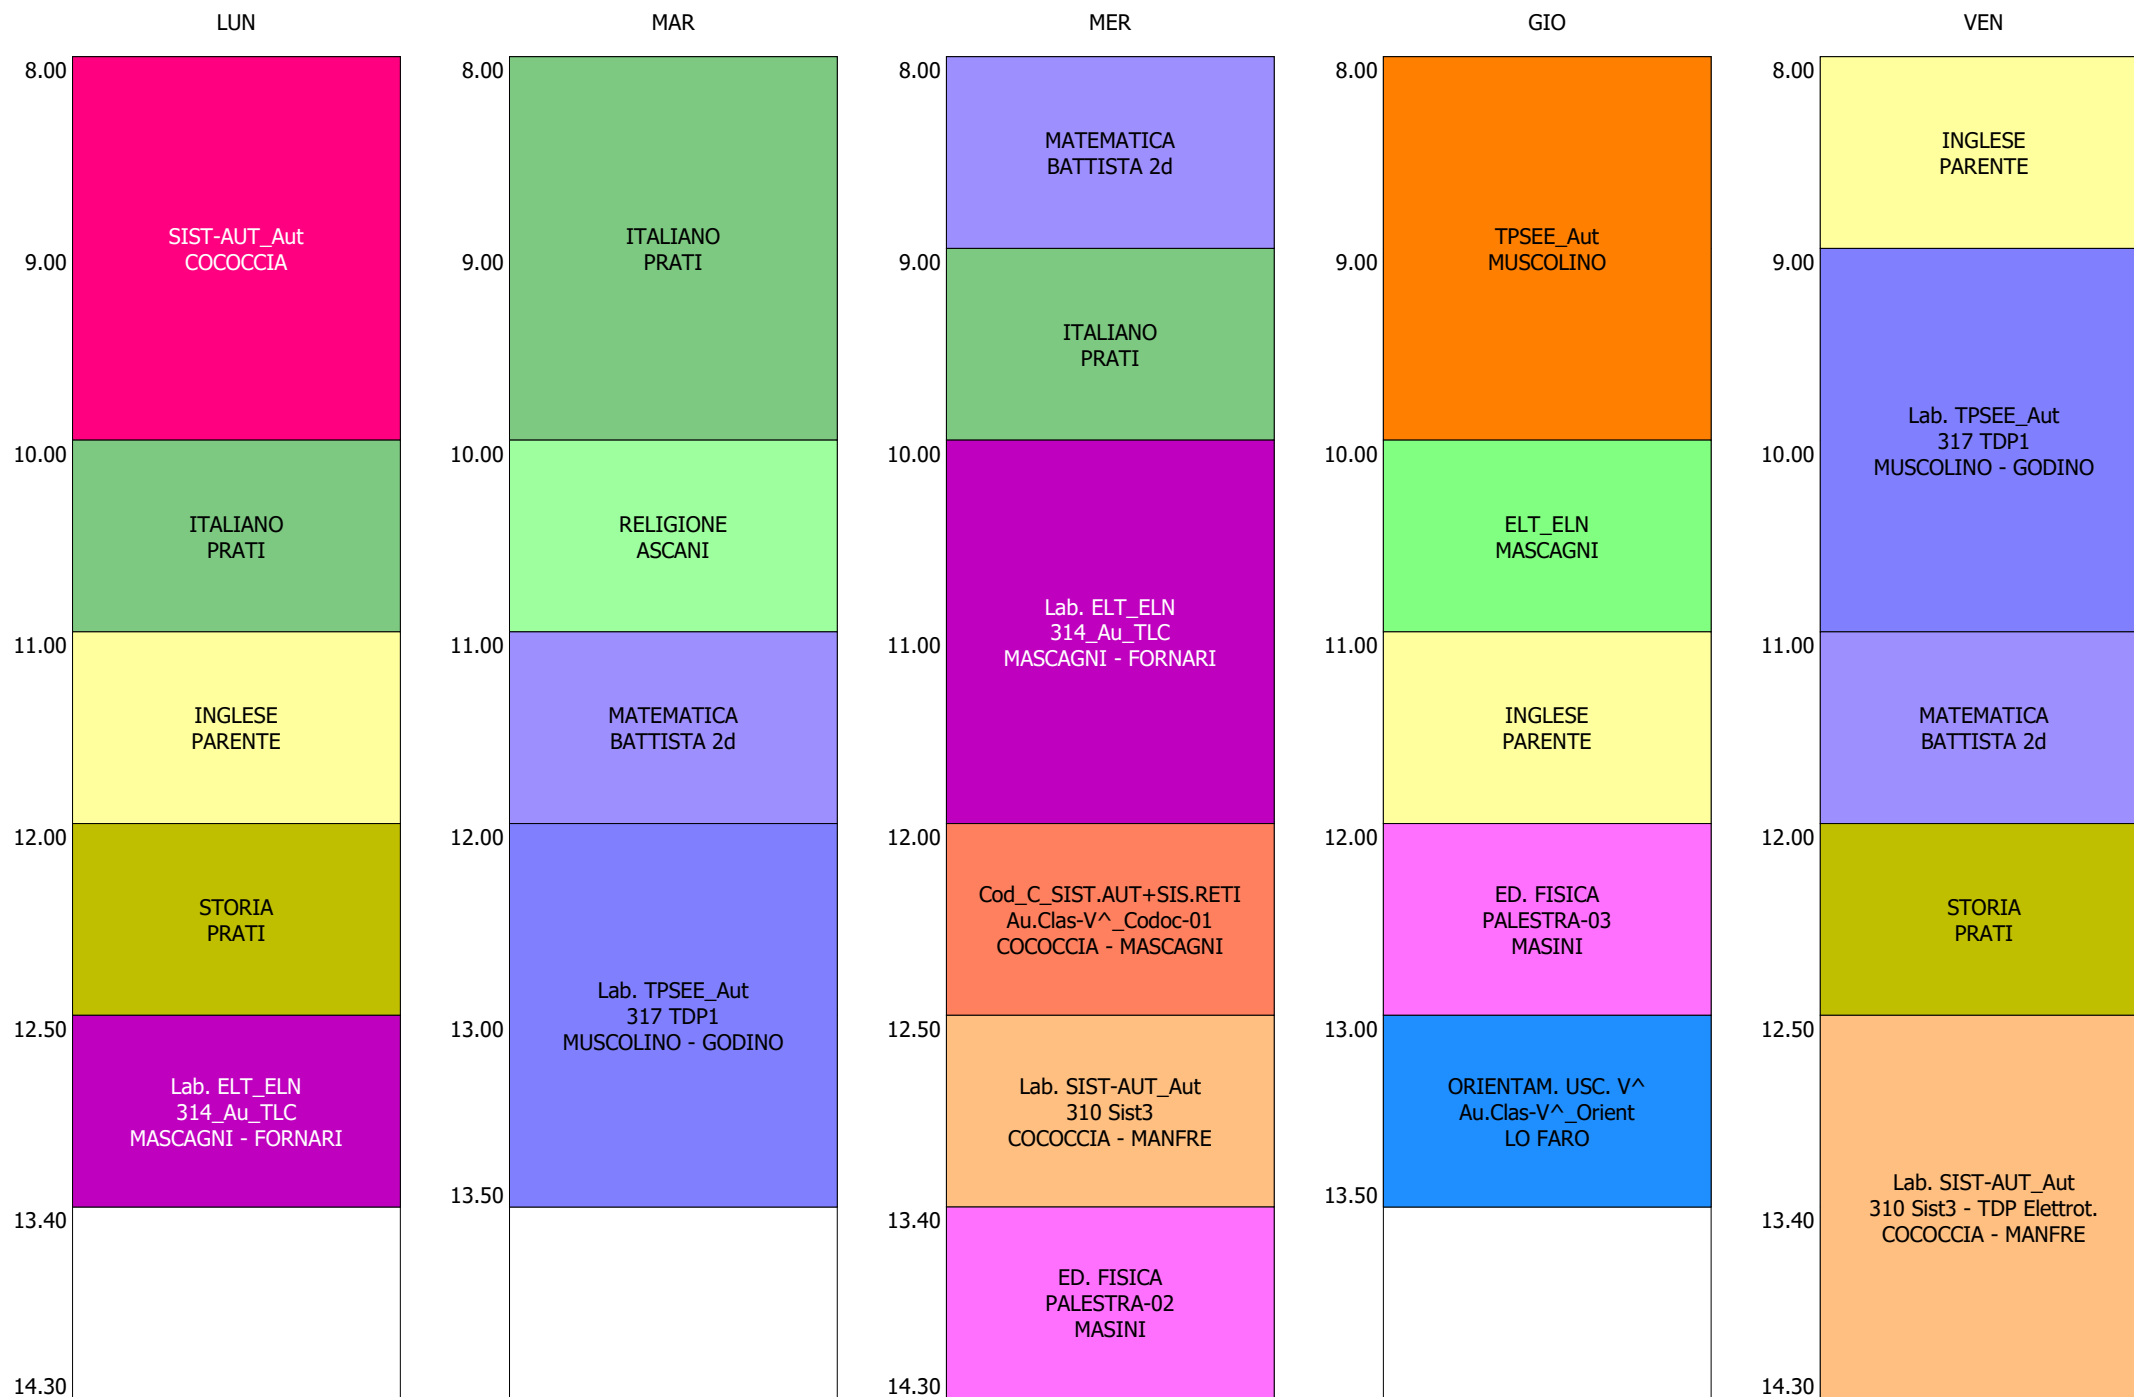 LUN
8.00
SIST-AUT_Aut
COCOCCIA
9.00
10.00
ITALIANO
PRATI
11.00
INGLESE
PARENTE
12.00
STORIA
PRATI
12.50
Lab. ELT_ELN
314_Au_TLC
MASCAGNI - FORNARI
13.40
14.30
MAR
8.00
ITALIANO
PRATI
9.00
10.00
RELIGIONE
ASCANI
11.00
MATEMATICA
BATTISTA 2d
12.00
Lab. TPSEE_Aut
317 TDP1
MUSCOLINO - GODINO
13.00
13.50
MER
8.00
MATEMATICA
BATTISTA 2d
9.00
ITALIANO
PRATI
10.00
Lab. ELT_ELN
314_Au_TLC
MASCAGNI - FORNARI
11.00
12.00
Cod_C_SIST.AUT+SIS.RETI
Au.Clas-V^_Codoc-01
COCOCCIA - MASCAGNI
12.50
Lab. SIST-AUT_Aut
310 Sist3
COCOCCIA - MANFRE
13.40
ED. FISICA
PALESTRA-02
MASINI
14.30
GIO
8.00
TPSEE_Aut
MUSCOLINO
9.00
10.00
ELT_ELN
MASCAGNI
11.00
INGLESE
PARENTE
12.00
ED. FISICA
PALESTRA-03
MASINI
13.00
ORIENTAM. USC. V^
Au.Clas-V^_Orient
LO FARO
13.50
VEN
8.00
INGLESE
PARENTE
9.00
Lab. TPSEE_Aut
317 TDP1
MUSCOLINO - GODINO
10.00
11.00
MATEMATICA
BATTISTA 2d
12.00
STORIA
PRATI
12.50
Lab. SIST-AUT_Aut
310 Sist3 - TDP Elettrot.
COCOCCIA - MANFRE
13.40
14.30